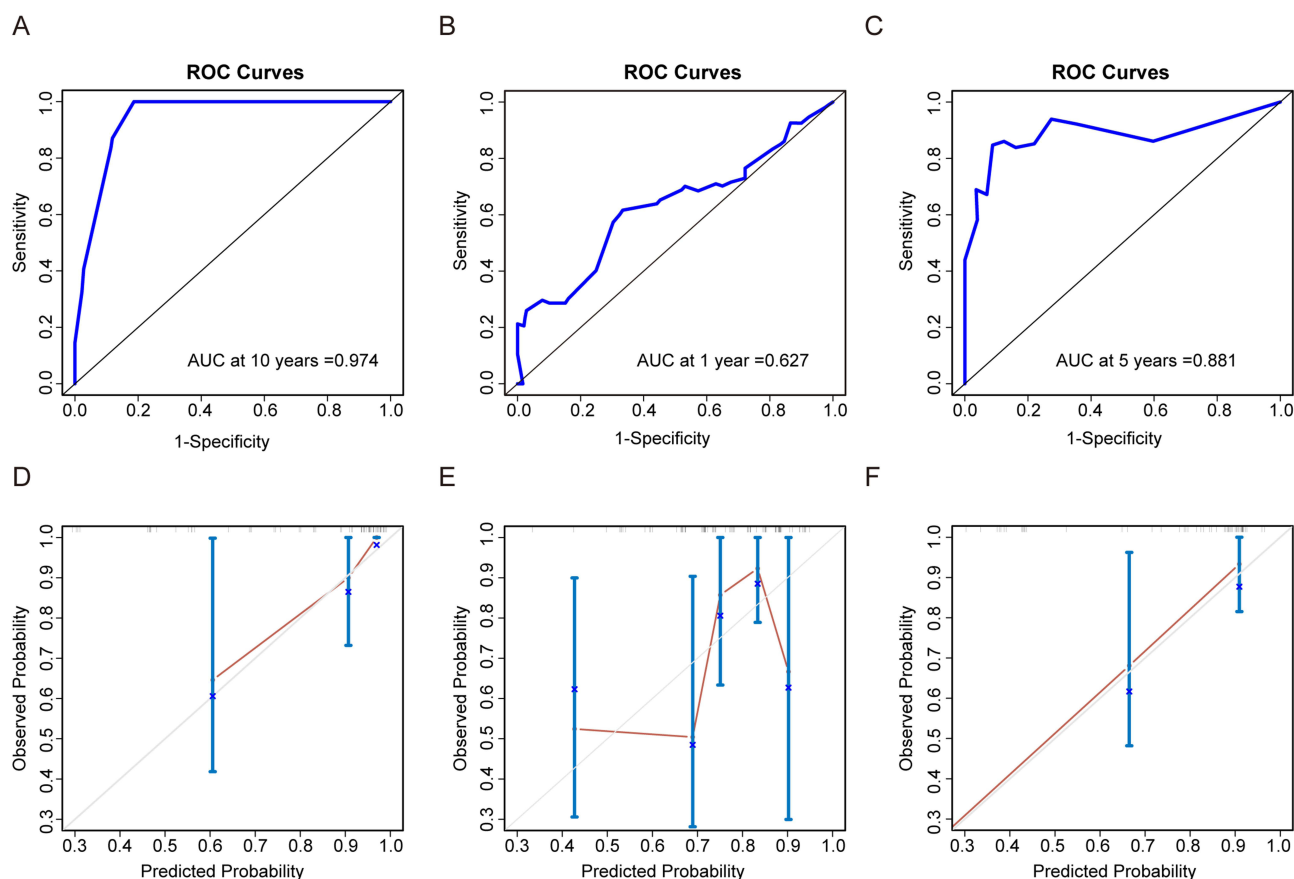 A
B
C
ROC Curves
ROC Curves
ROC Curves
Sensitivity
0.0 0.2 0.4 0.6 0.8 1.0
AUC at 10 years =0.974
0.0 0.2 0.4 0.6 0.8 1.0
1-Specificity
Sensitivity
0.0 0.2 0.4 0.6 0.8 1.0
AUC at 1 year =0.627
0.0 0.2 0.4 0.6 0.8 1.0
1-Specificity
Sensitivity
0.0 0.2 0.4 0.6 0.8 1.0
AUC at 5 years =0.881
0.0 0.2 0.4 0.6 0.8 1.0
1-Specificity
D
E
F
Observed Probability
0.3 0.4 0.5 0.6 0.7 0.8 0.9 1.0
0.3 0.4 0.5 0.6 0.7 0.8 0.9 1.0
Predicted Probability
Observed Probability
0.3 0.4 0.5 0.6 0.7 0.8 0.9 1.0
0.3 0.4 0.5 0.6 0.7 0.8 0.9 1.0
Predicted Probability
Observed Probability
0.3 0.4 0.5 0.6 0.7 0.8 0.9 1.0
0.3 0.4 0.5 0.6 0.7 0.8 0.9 1.0
Predicted Probability